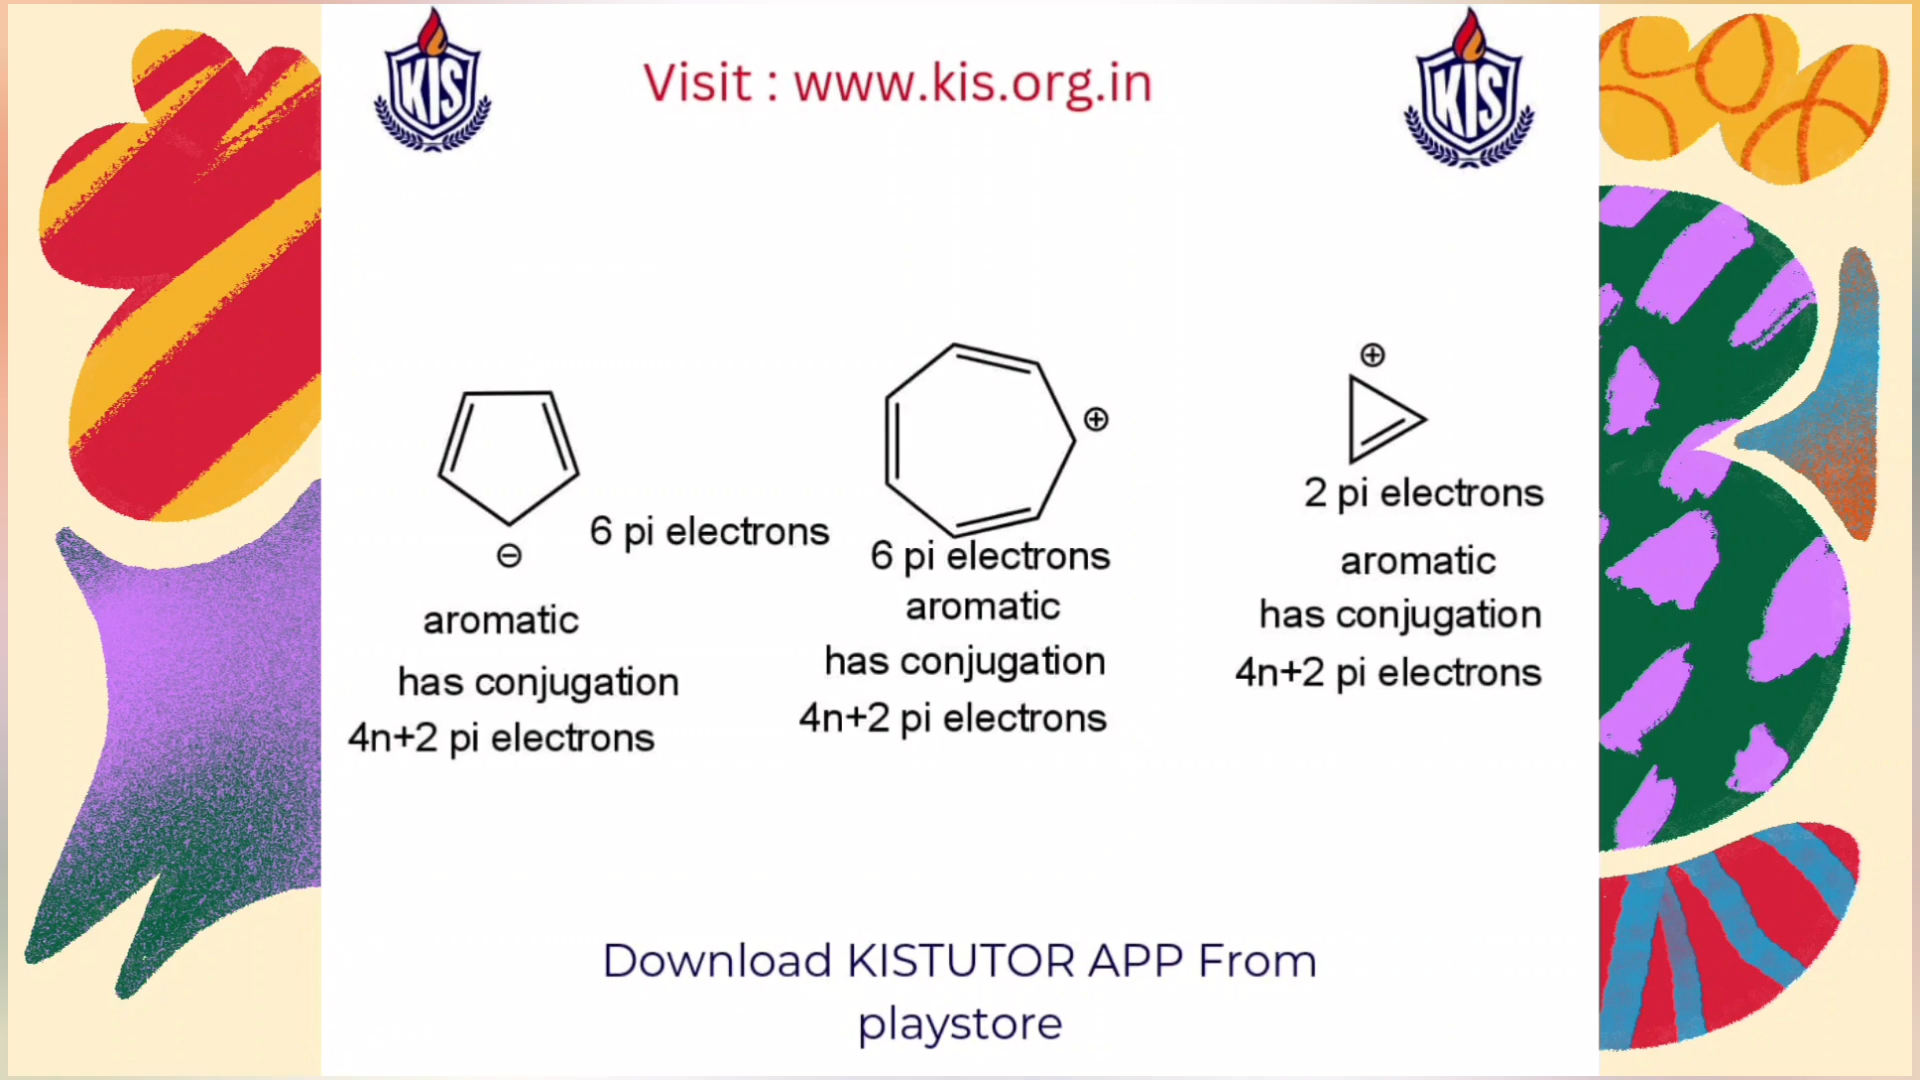 KIS
Visit : www.kis.org.in
KIS
6 pi electrons
aromatic
has conjugation
4n+2 pi electrons
6 pi electrons
aromatic
has conjugation
4n+2 pi electrons
2 pi electrons
aromatic
has conjugation
4n+2 pi electrons
Download KISTUTOR APP From
playstore